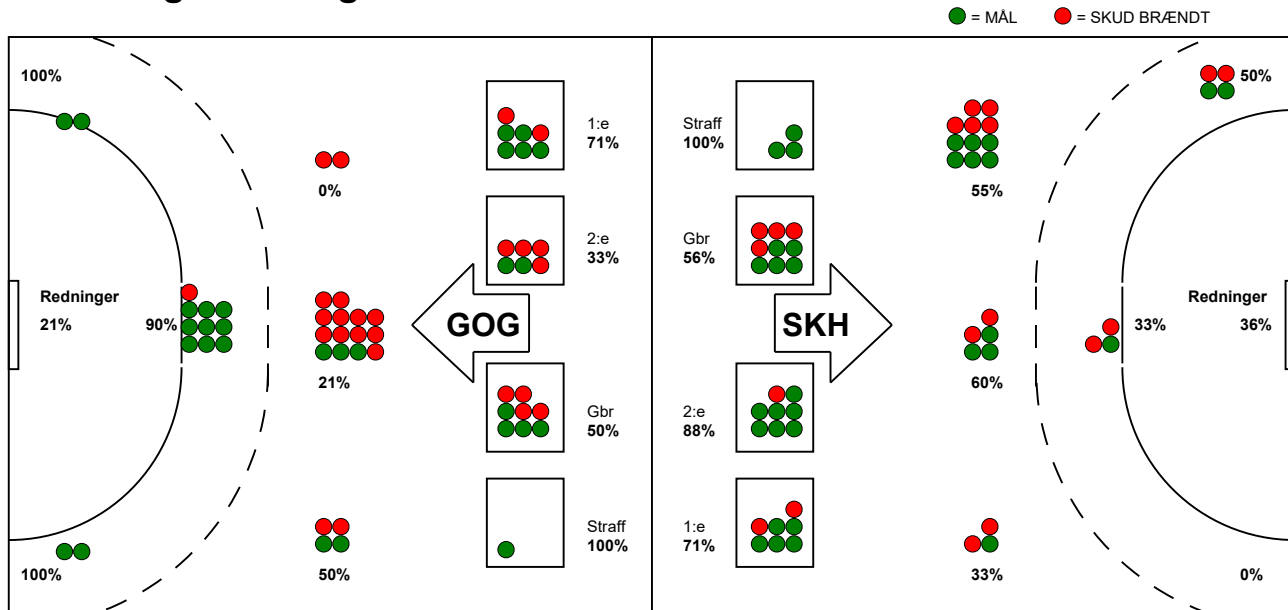 = MÅL = SKUD BRÆNDT
100%
50%
1:e
71%
Straff
100%
0%
55%
2:e
33%
Gbr
56%
Redninger
21%
90%
GOG
SKH
Redninger
36%
33%
21%
60%
Gbr
50%
2:e
88%
Straff
100%
1:e
71%
100%
50%
33%
0%